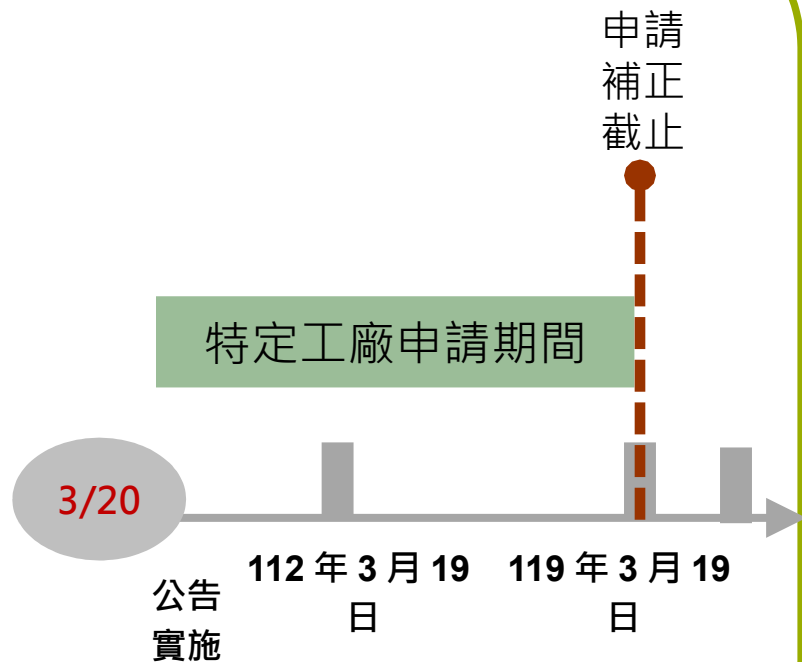 申請
補正
截止
特定工廠申請期間
3/20
公告
實施
112 年 3 月 19
日
119 年 3 月 19
日